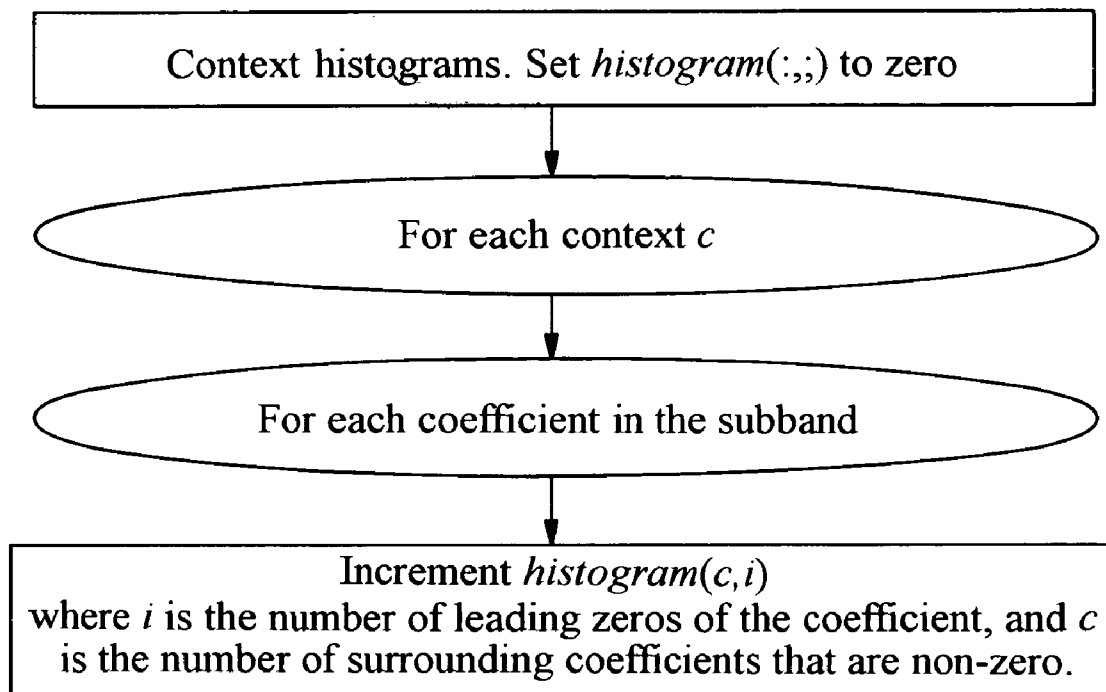 Context histograms. Set histogram(:,;) to zero
For each context c
For each coefficient in the subband
Increment histogram(c,i)
where i is the number of leading zeros of the coefficient, and c
is the number of surrounding coefficients that are non-zero.